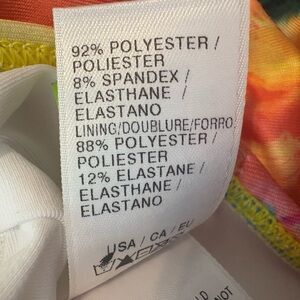 92% POLYESTER /
POLIESTER
8% SPANDEX /
ELASTHANE /
ELASTANO
LINING/DOUBLURE/FORRO
88% POLYESTER /
POLIESTER
12% ELASTANE /
ELASTHANE /
ELASTANO
USA / CA / EU
NOT